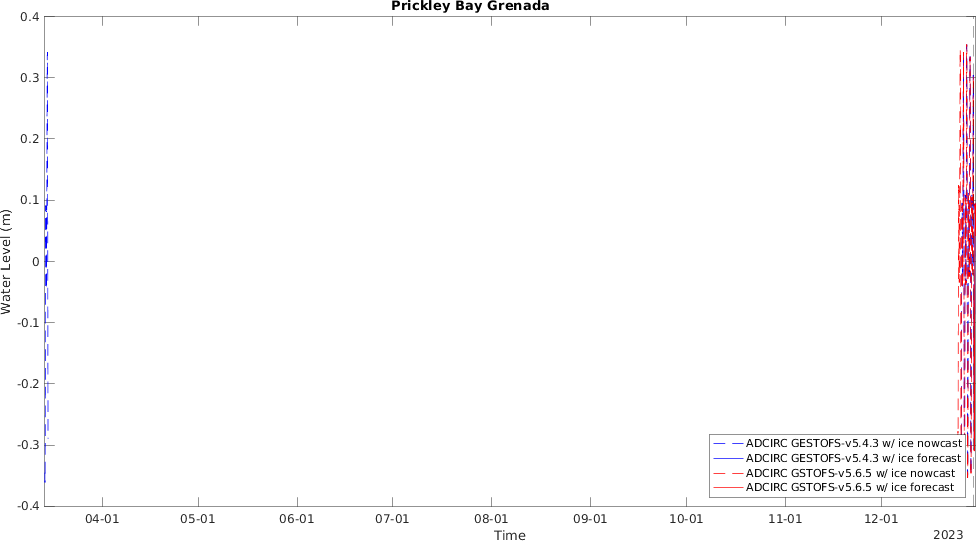 Prickley Bay Grenada
0.4
0.3
0.2
0.1
0
-0.1
-0.2
-0.3
-0.4
Water Level (m)
ADCIRC GESTOFS-v5.4.3 w/ ice nowcast
ADCIRC GESTOFS-v5.4.3 w/ ice forecast
ADCIRC GSTOFS-v5.6.5 w/ ice nowcast
ADCIRC GSTOFS-v5.6.5 w/ ice forecast
04-01 05-01 06-01 07-01 08-01 09-01 10-01 11-01 12-01
Time
2023